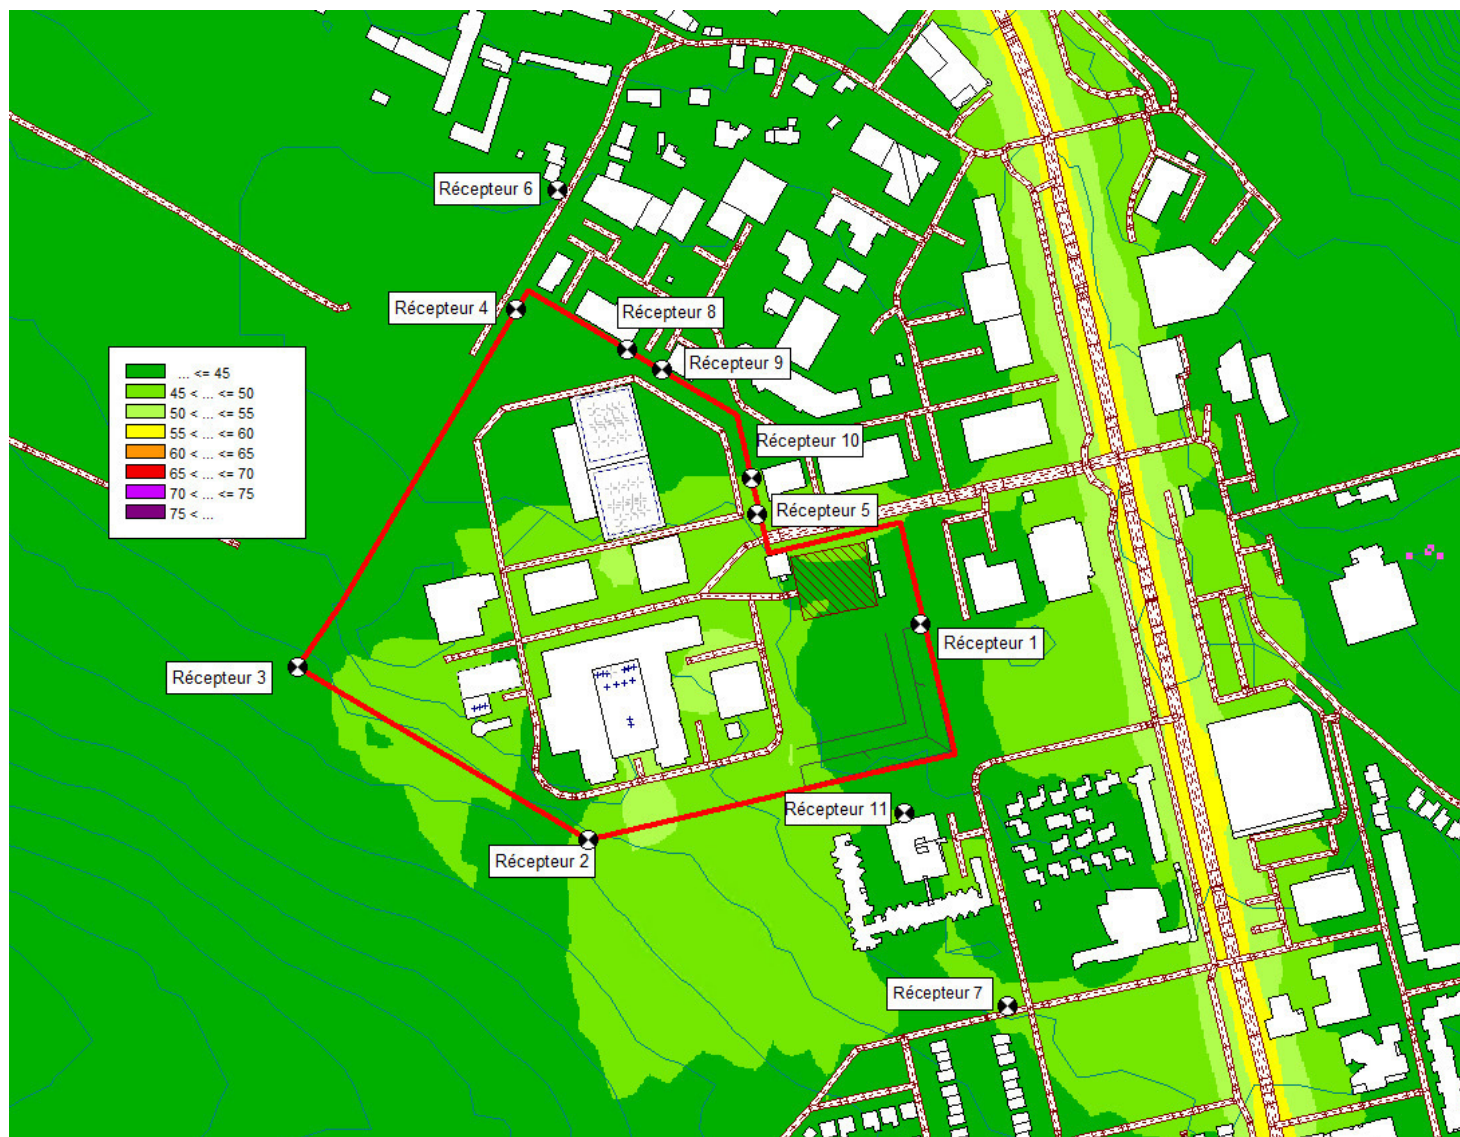 Récepteur 6
Récepteur 4
Récepteur 8
Récepteur 9
... <= 45
45 < ... <= 50
50 < ... <= 55
55 < ... <= 60
60 < ... <= 65
65 < ... <= 70
70 < ... <= 75
75 < ...
Récepteur 10
Récepteur 5
Récepteur 1
Récepteur 3
Récepteur 11
Récepteur 2
Récepteur 7